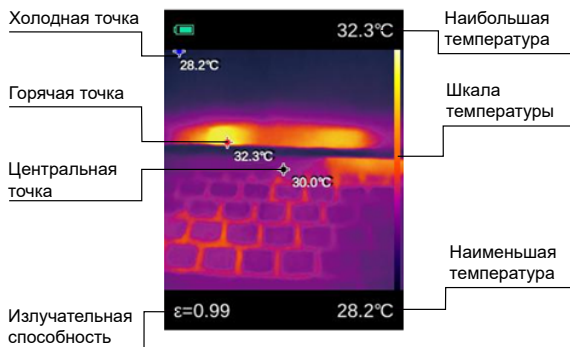 Холодная точка
Наибольшая
температура
32.3°C
28.2°C
Горячая точка
Шкала
температуры
32.3°C
Центральная
точка
30.0°C
Наименьшая
температура
Излучательная
способность
ε=0.99
28.2°C